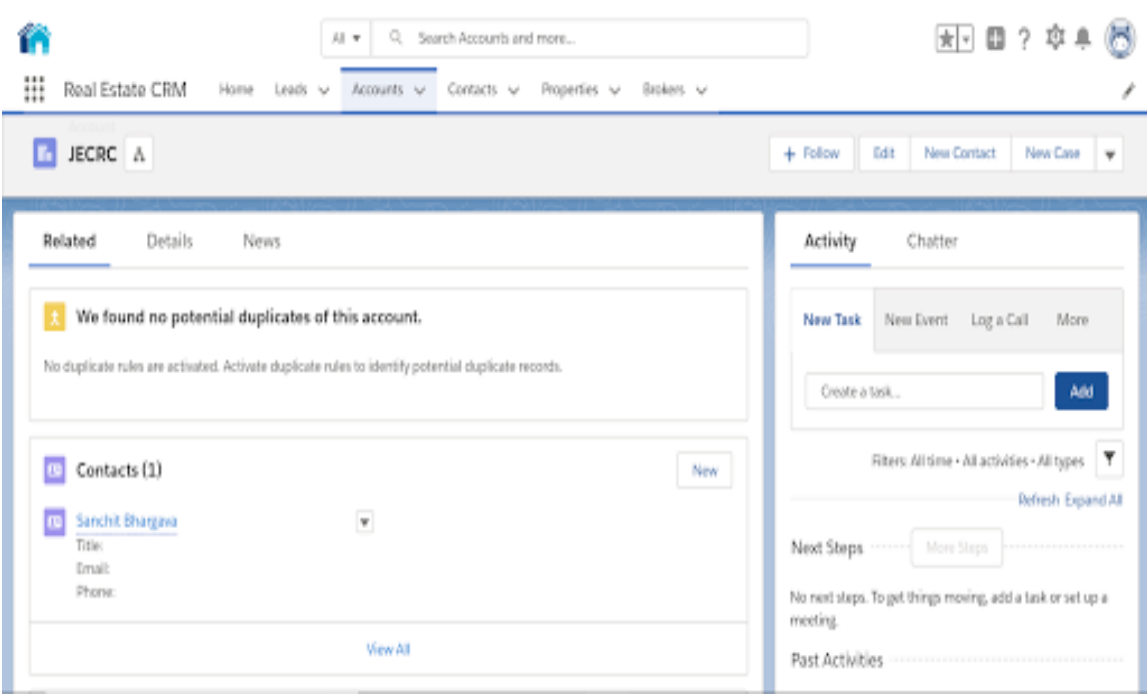 All Search Accounts and more...
Real Estate CRM Home Leads Accounts Contacts Properties Brokers
Account
JECRC
+ Follow Edit New Contact New Case
Related Details News
We found no potential duplicates of this account.
No duplicate rules are activated. Activate duplicate rules to identify potential duplicate records.
Contacts (1) New
Sanchit Bhargava
Title:
Email:
Phone:
View All
Activity Chatter
New Task New Event Log a Call More
Create a task... Add
Filters: All time • All activities • All types
Refresh Expand All
Next Steps More Steps
No next steps. To get things moving, add a task or set up a
meeting.
Past Activities